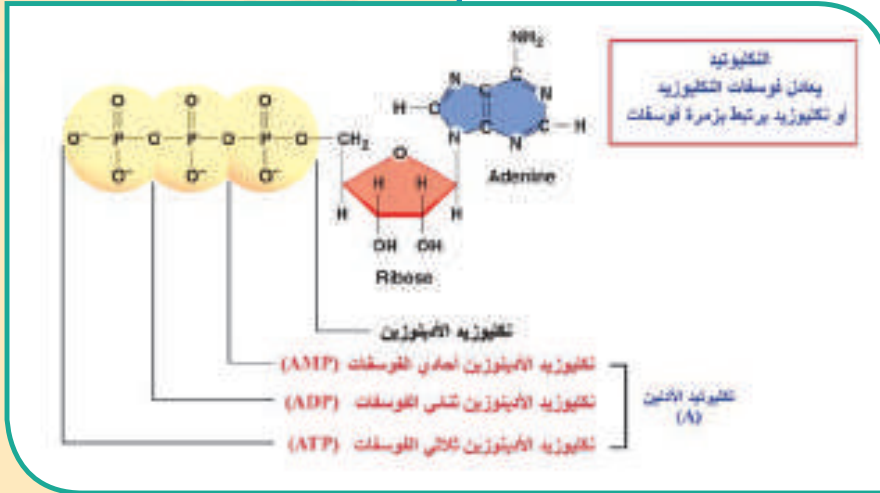 النكليوتيد
يعادل فوسفات النكليوزيد
أو نكليوزيد يرتبط بزمرة فوسفات
NH₂
N
C
C
N
H
C
C
C
H
N
N
Adenine
O O O
O⁻ P O P O P O CH₂
O⁻ O⁻ O⁻
O
H H
H H
OH OH
Ribose
نكليوزيد الأدينوزين
نكليوزيد الأدينوزين أحادي الفوسفات (AMP)
نكليوزيد الأدينوزين ثنائي الفوسفات (ADP)
نكليوزيد الأدينوزين ثلاثي الفوسفات (ATP)
نكليوتيد الأدنين
(A)